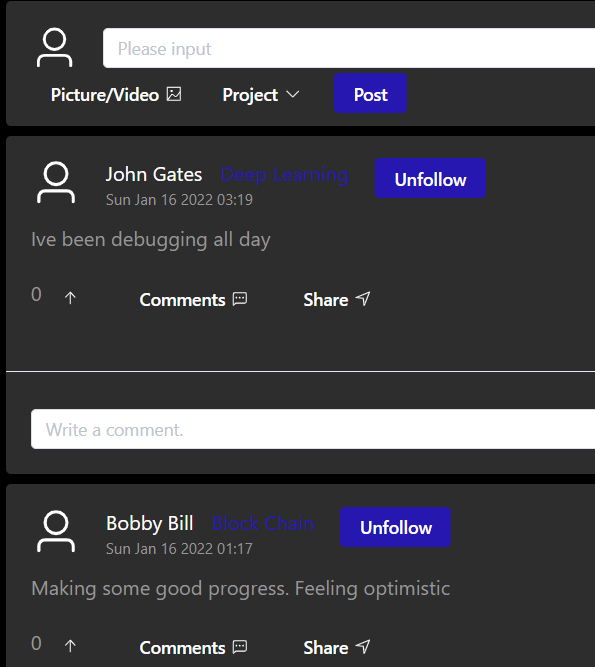 Please input
Picture/Video Project Post
John Gates Deep Learning Unfollow
Sun Jan 16 2022 03:19
Ive been debugging all day
0 Comments Share
Write a comment.
Bobby Bill Block Chain Unfollow
Sun Jan 16 2022 01:17
Making some good progress. Feeling optimistic
0 Comments Share